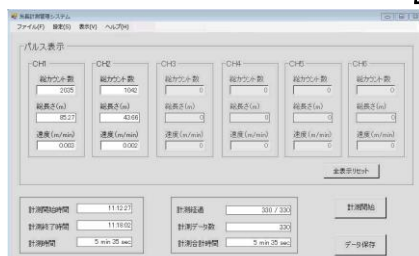 ファイル(F) 設定(S) 表示(V) ヘルプ(H)
パルス表示
CH1 CH2 CH3 CH4 CH5 CH6
総カウント数 総カウント数 総カウント数 総カウント数 総カウント数 総カウント数
2035 1042 0 0 0 0
総長さ(m) 総長さ(m) 総長さ(m) 総長さ(m) 総長さ(m) 総長さ(m)
85.27 43.66 0 0 0 0
速度(m/min) 速度(m/min) 速度(m/min) 速度(m/min) 速度(m/min) 速度(m/min)
0.003 0.002 0 0 0 0
全表示リセット
計測開始時間 11:12:27 計測経過 330 / 330 計測開始
計測終了時間 11:18:02 計測データ数 330
計測時間 5 min 35 sec 計測合計時間 5 min 35 sec データ保存